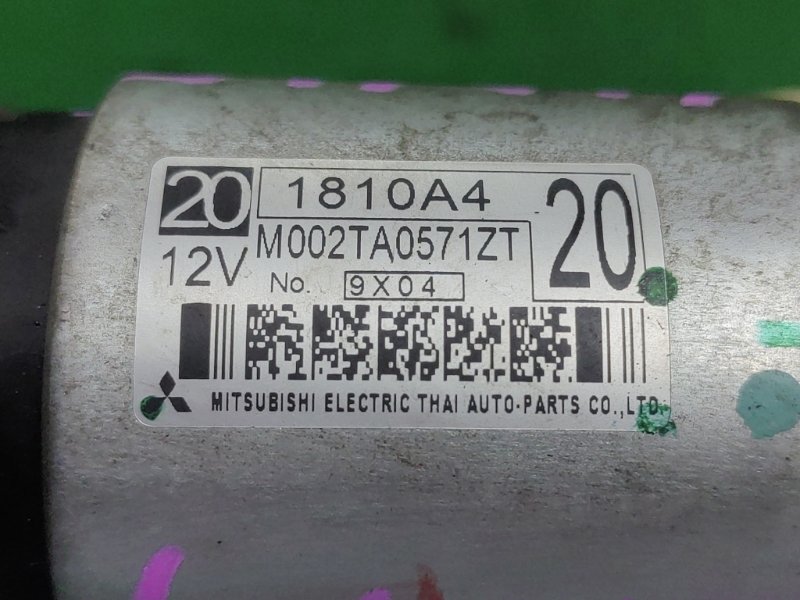 20 1810A4 20
12V M002TA0571ZT
No. 9X04
MITSUBISHI ELECTRIC THAI AUTO-PARTS CO.,LTD.